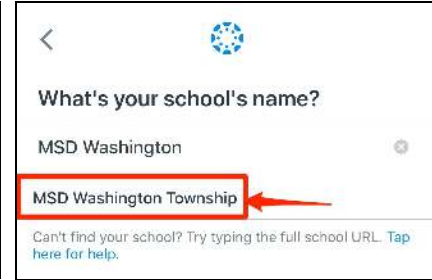 What's your school's name?
MSD Washington
MSD Washington Township
Can't find your school? Try typing the full school URL. Tap
here for help.